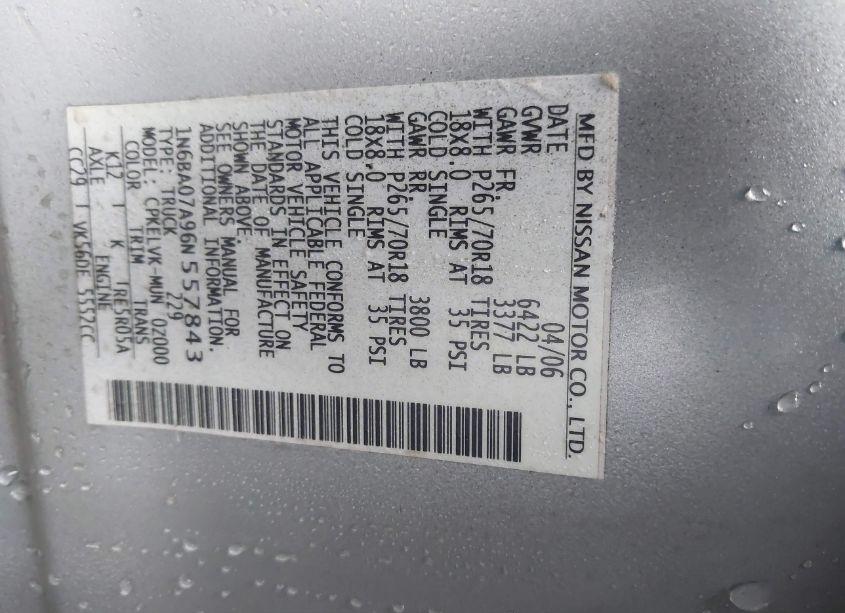 MFD BY NISSAN MOTOR CO., LTD.
DATE 04/06
GVWR 6422 LB
GAWR FR. 3377 LB
WITH P265/70R18 TIRES
18X8.0 RIMS AT 35 PSI
COLD SINGLE
GAWR RR. 3800 LB
WITH P265/70R18 TIRES
18X8.0 RIMS AT 35 PSI
COLD SINGLE
THIS VEHICLE CONFORMS TO
ALL APPLICABLE FEDERAL
MOTOR VEHICLE SAFETY
STANDARDS IN EFFECT ON
THE DATE OF MANUFACTURE
SHOWN ABOVE.
SEE OWNERS MANUAL FOR
ADDITIONAL INFORMATION.
1N6BA07A96N557843
TYPE: TRUCK 229
MODEL: CPKELVK-MUN 02000
COLOR TRIM TRANS
K12 T K TRE5R05A
AXLE ENGINE
CC29 T VK56DE 5552CC